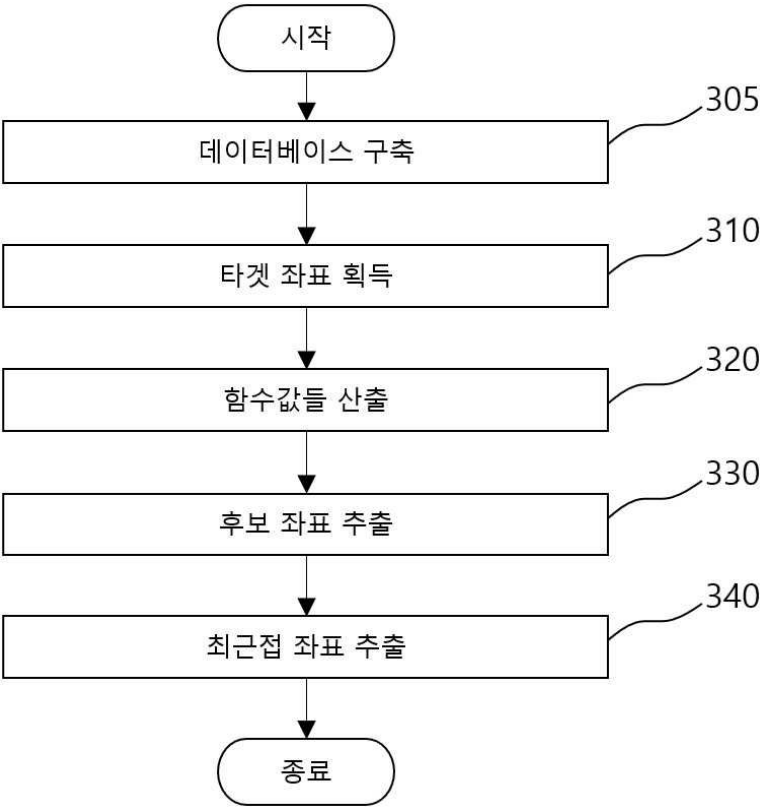 시작
305
데이터베이스 구축
310
타겟 좌표 획득
320
함수값들 산출
330
후보 좌표 추출
340
최근접 좌표 추출
종료